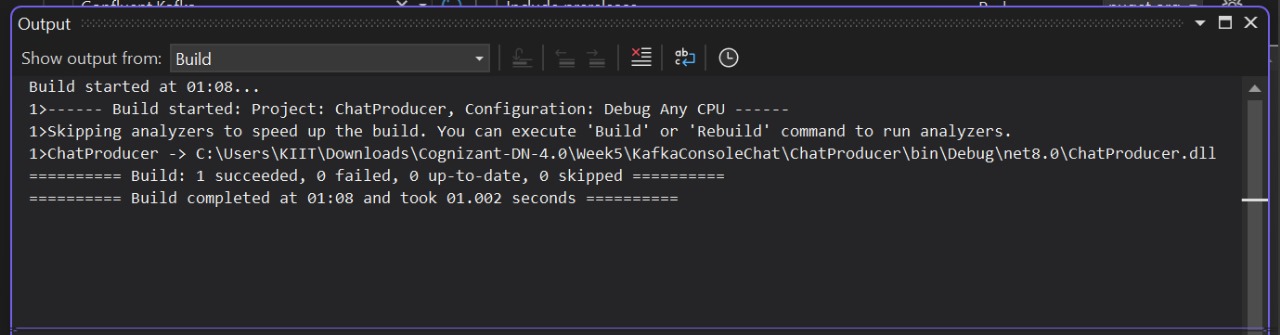 Output
Show output from: Build
Build started at 01:08...
1>------ Build started: Project: ChatProducer, Configuration: Debug Any CPU ------
1>Skipping analyzers to speed up the build. You can execute 'Build' or 'Rebuild' command to run analyzers.
1>ChatProducer -> C:\Users\KIIT\Downloads\Cognizant-DN-4.0\Week5\KafkaConsoleChat\ChatProducer\bin\Debug\net8.0\ChatProducer.dll
========== Build: 1 succeeded, 0 failed, 0 up-to-date, 0 skipped ==========
========== Build completed at 01:08 and took 01.002 seconds ==========